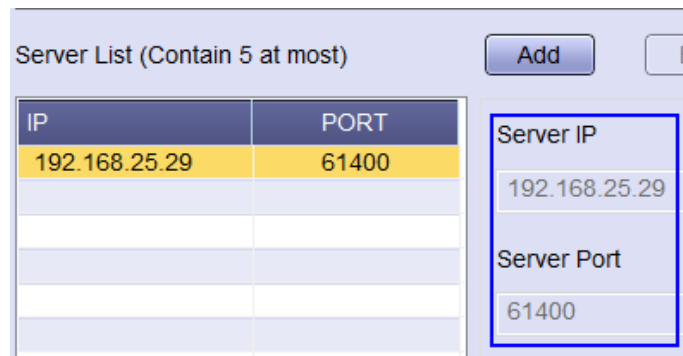 Server List (Contain 5 at most) Add
IP PORT
192.168.25.29 61400
Server IP
192.168.25.29
Server Port
61400